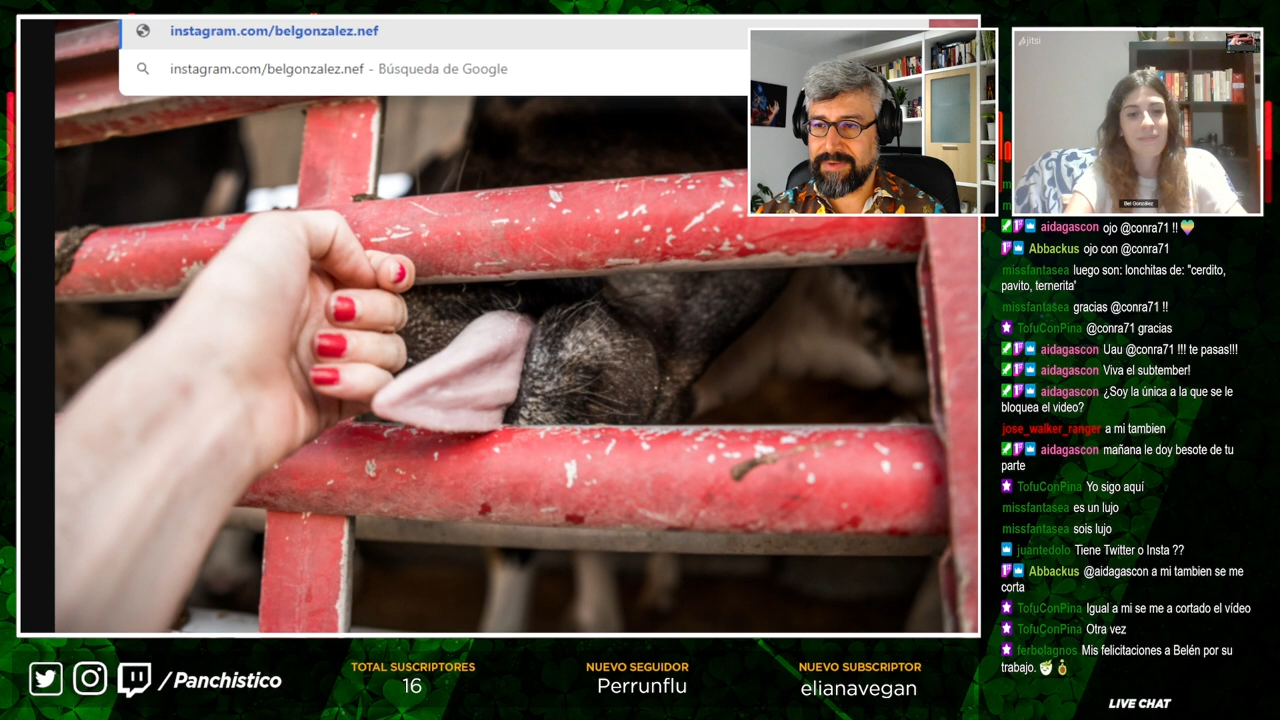 instagram.com/belgonzalez.nef
instagram.com/belgonzalez.nef - Búsqueda de Google
jitsi
Bel González
aidagascon ojo @conra71 !!
Abbackus ojo con @conra71
missfantasea luego son: lonchitas de: "cerdito,
pavito, ternerita'
missfantasea gracias @conra71 !!
TofuConPina @conra71 gracias
aidagascon Uau @conra71 !!! te pasas!!!
aidagascon Viva el subtember!
aidagascon ¿Soy la única a la que se le
bloquea el video?
jose_walker_ranger a mi tambien
aidagascon mañana le doy besote de tu
parte
TofuConPina Yo sigo aquí
missfantasea es un lujo
missfantasea sois lujo
juantedolo Tiene Twitter o Insta ??
Abbackus @aidagascon a mi tambien se me
corta
TofuConPina Igual a mi se me a cortado el vídeo
TofuConPina Otra vez
ferbolagnos Mis felicitaciones a Belén por su
trabajo.
/Panchistico
TOTAL SUSCRIPTORES
16
NUEVO SEGUIDOR
Perrunflu
NUEVO SUBSCRIPTOR
elianavegan
LIVE CHAT